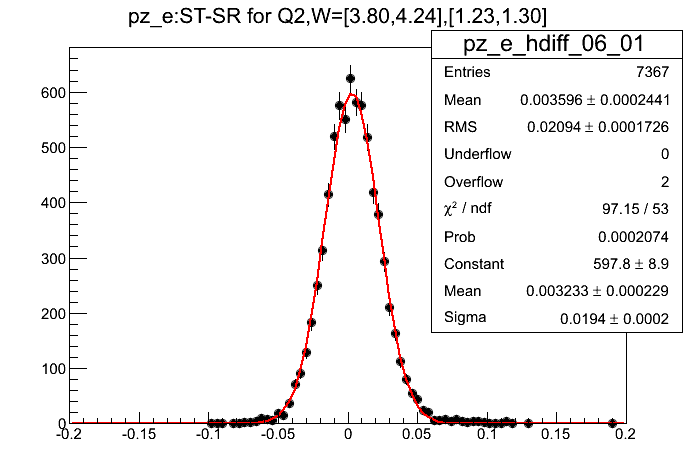 pz_e:ST-SR for Q2,W=[3.80,4.24],[1.23,1.30]
pz_e_hdiff_06_01
Entries 7367
Mean 0.003596 ± 0.0002441
RMS 0.02094 ± 0.0001726
Underflow 0
Overflow 2
χ² / ndf 97.15 / 53
Prob 0.0002074
Constant 597.8 ± 8.9
Mean 0.003233 ± 0.000229
Sigma 0.0194 ± 0.0002
600
500
400
300
200
100
0
-0.2 -0.15 -0.1 -0.05 0 0.05 0.1 0.15 0.2